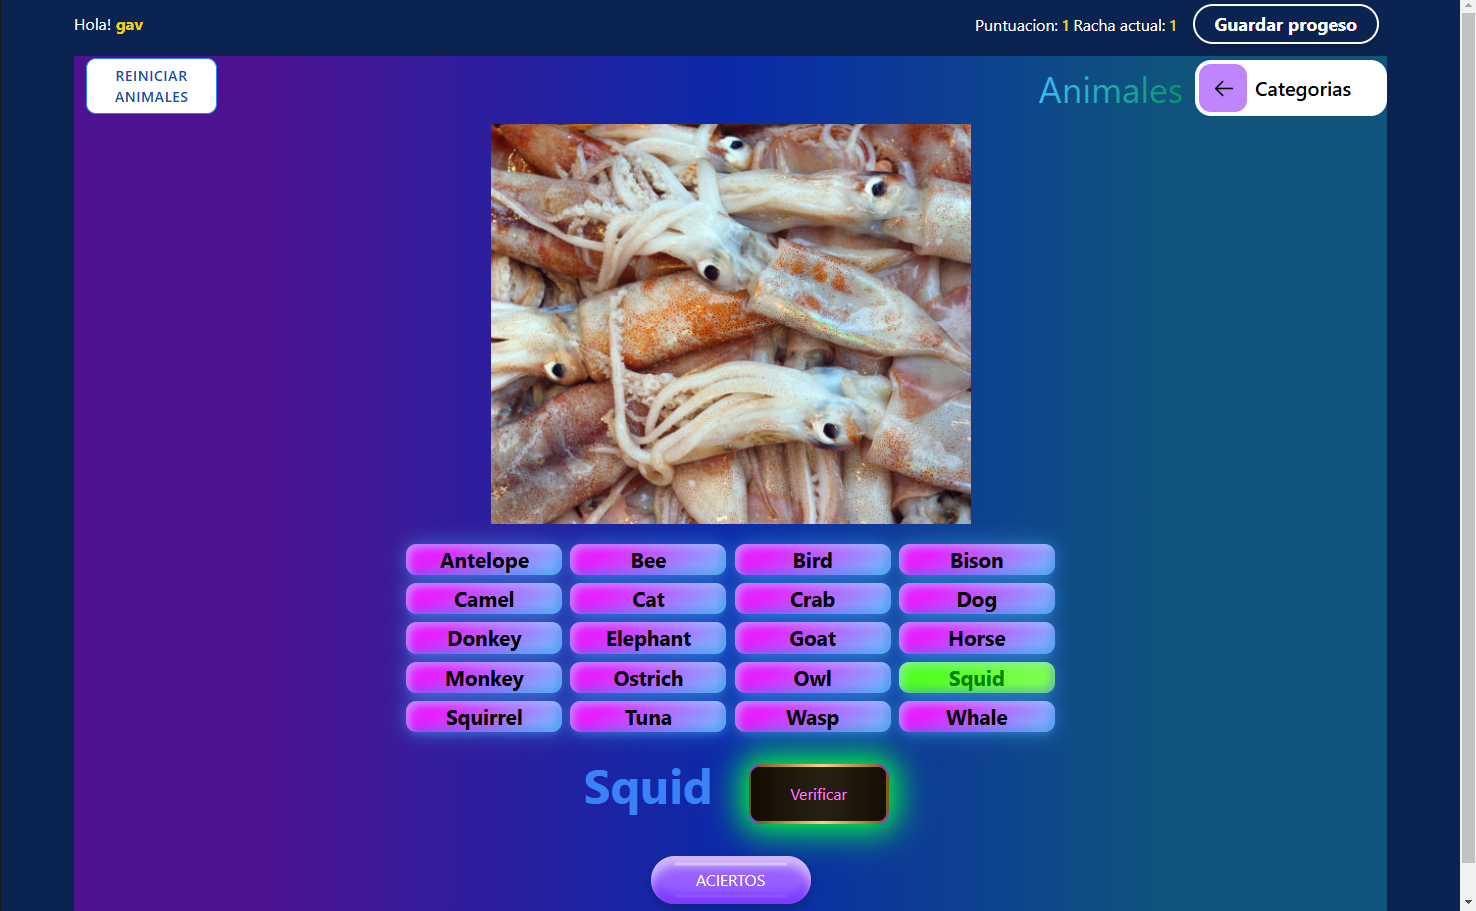 Hola! gav
Puntuacion: 1 Racha actual: 1
Guardar progeso
REINICIAR
ANIMALES
Animales
Categorias
Antelope Bee Bird Bison
Camel Cat Crab Dog
Donkey Elephant Goat Horse
Monkey Ostrich Owl Squid
Squirrel Tuna Wasp Whale
Squid
Verificar
ACIERTOS